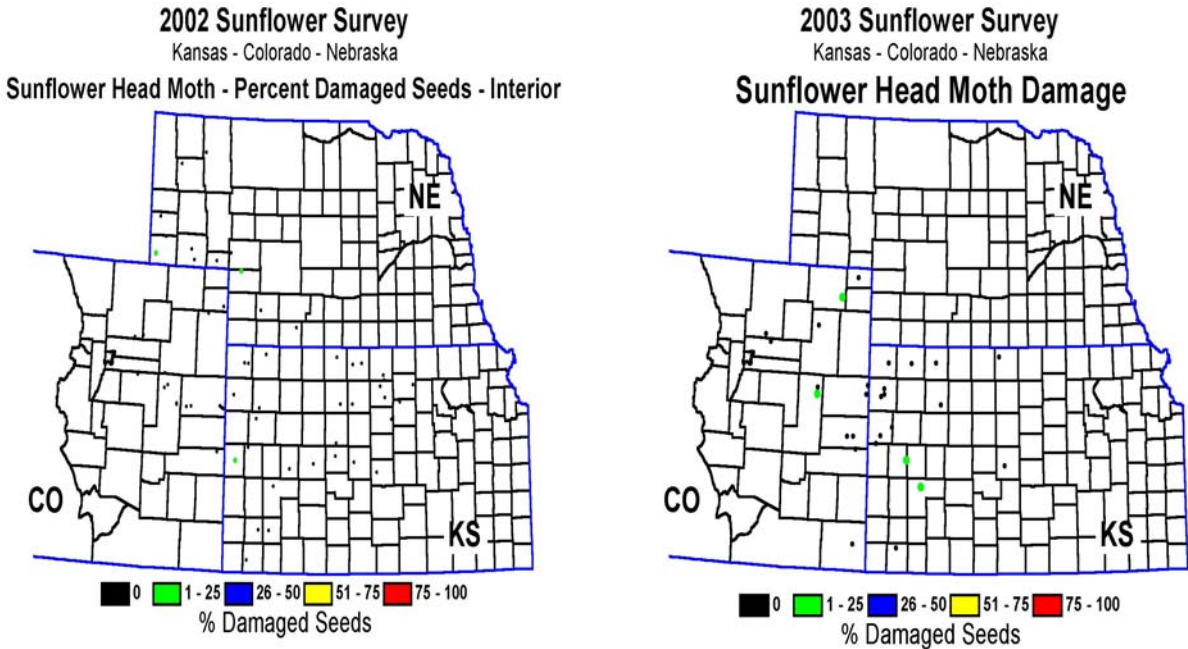 2002 Sunflower Survey
Kansas - Colorado - Nebraska
Sunflower Head Moth - Percent Damaged Seeds - Interior
NE
CO
KS
0 1 - 25 26 - 50 51 - 75 75 - 100
% Damaged Seeds
2003 Sunflower Survey
Kansas - Colorado - Nebraska
Sunflower Head Moth Damage
NE
CO
KS
0 1 - 25 26 - 50 51 - 75 75 - 100
% Damaged Seeds